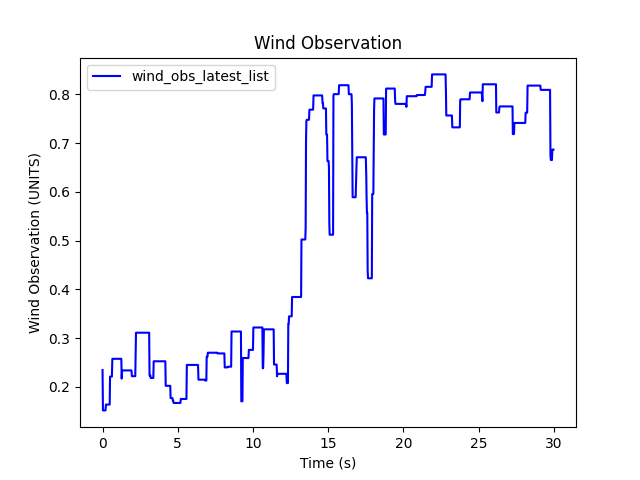 Wind Observation
wind_obs_latest_list
Wind Observation (UNITS)
0.8
0.7
0.6
0.5
0.4
0.3
0.2
0 5 10 15 20 25 30
Time (s)